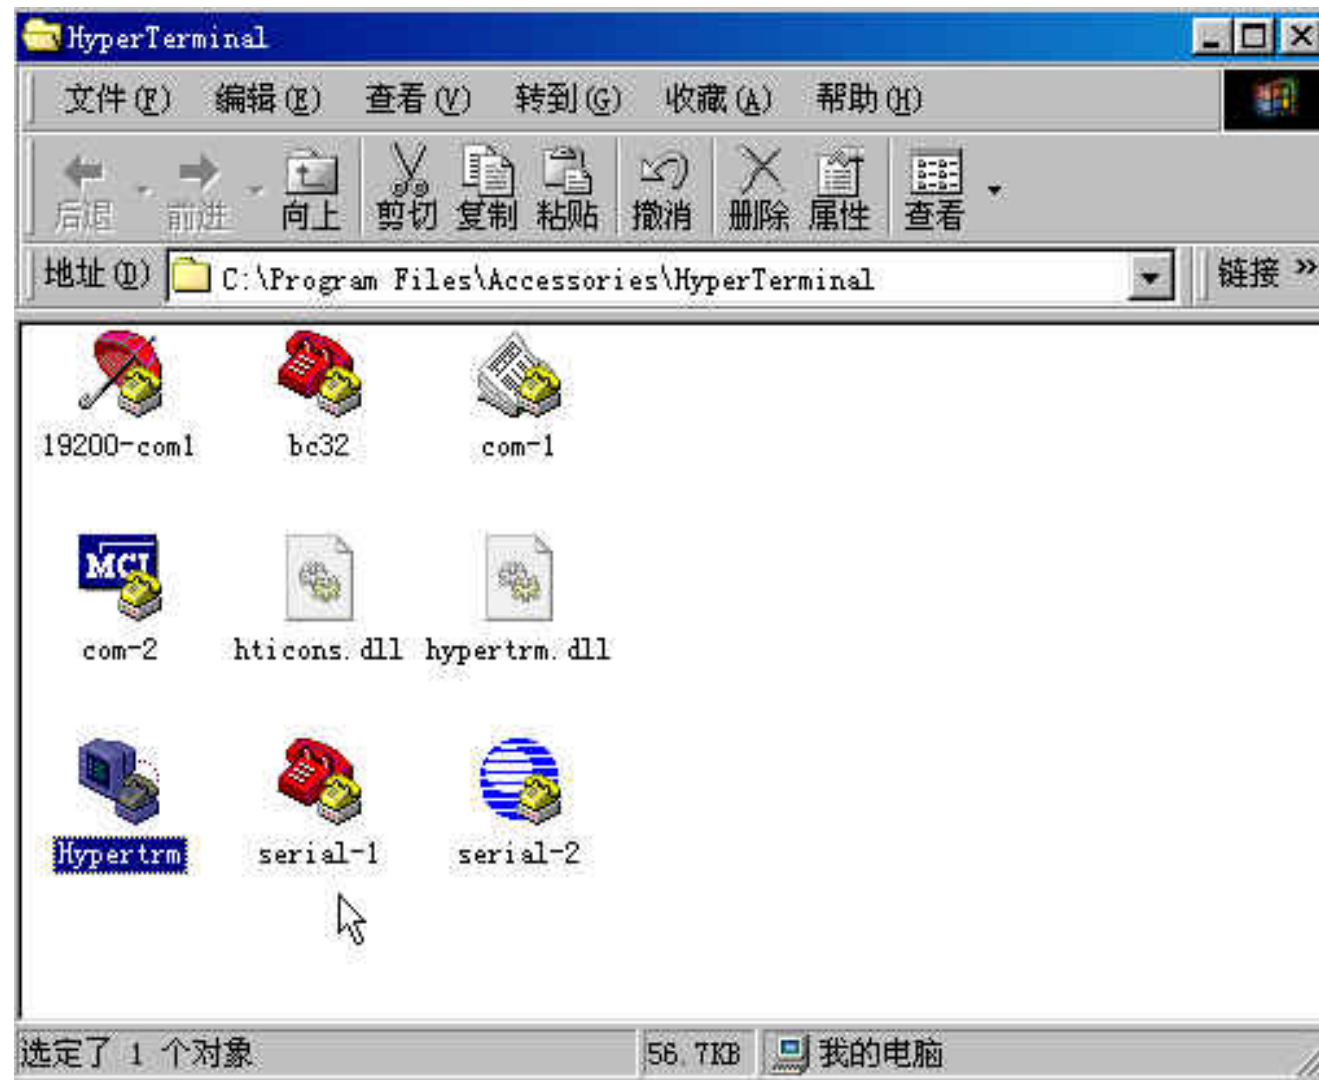 HyperTerminal
文件(F) 编辑(E) 查看(V) 转到(G) 收藏(A) 帮助(H)
后退 前进 向上 剪切 复制 粘贴 撤消 删除 属性 查看
地址(D) C:\Program Files\Accessories\HyperTerminal 链接 »
19200-com1 bc32 com-1
MCI
com-2 hticons.dll hypertrm.dll
Hypertrm serial-1 serial-2
选定了 1 个对象 56.7KB 我的电脑